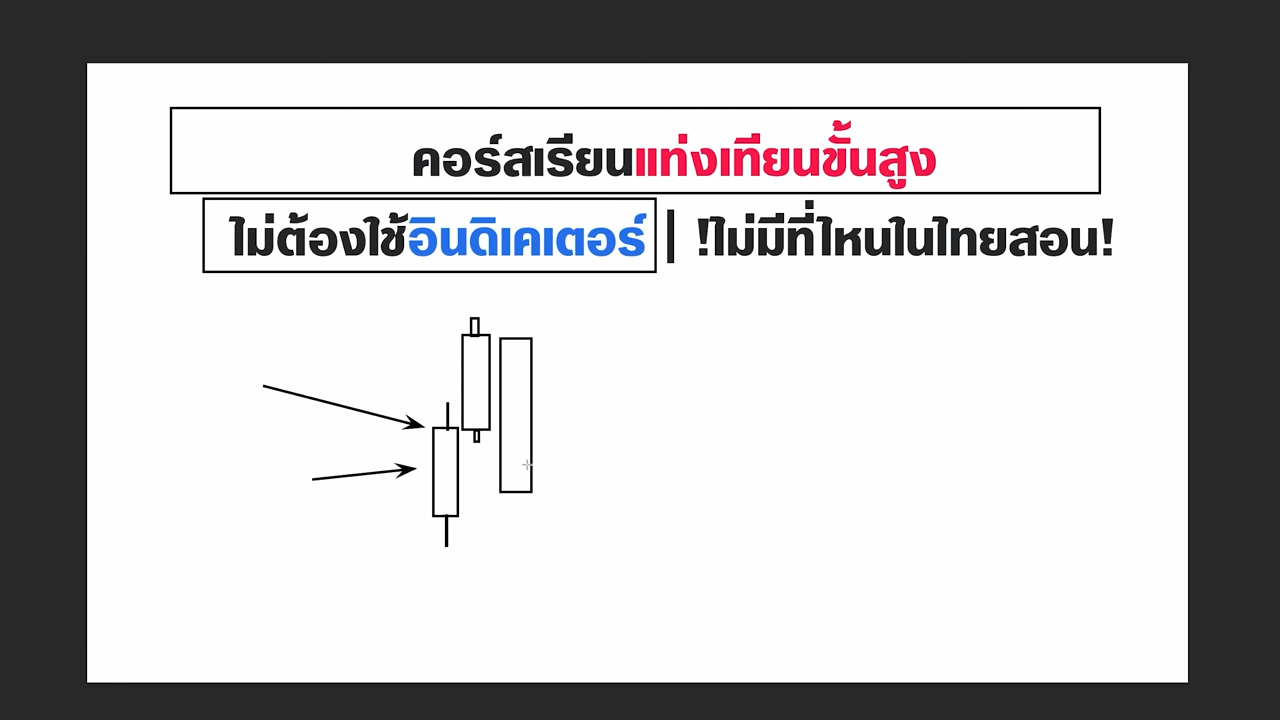 คอร์สเรียนแท่งเทียนขั้นสูง
ไม่ต้องใช้อินดิเคเตอร์ | !ไม่มีที่ไหนในไทยสอน!